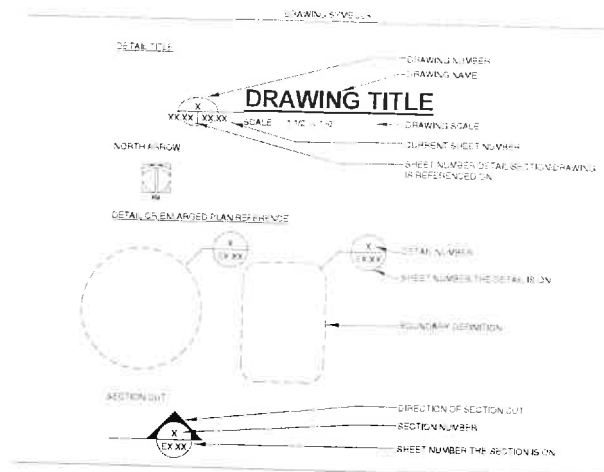 DRAWING SYMBOLS
DETAIL TITLE
DRAWING NUMBER
DRAWING NAME
X
DRAWING TITLE
XX.XX XX.XX
SCALE
DRAWING SCALE
CURRENT SHEET NUMBER
NORTH ARROW
SHEET NUMBER DETAIL/SECTION/DRAWING
IS REFERENCED ON
DETAIL OR ENLARGED PLAN REFERENCE
X
EX.XX
X
EX.XX
DETAIL NUMBER
SHEET NUMBER THE DETAIL IS ON
BOUNDARY DEFINITION
SECTION CUT
DIRECTION OF SECTION CUT
X
SECTION NUMBER
EX.XX
SHEET NUMBER THE SECTION IS ON